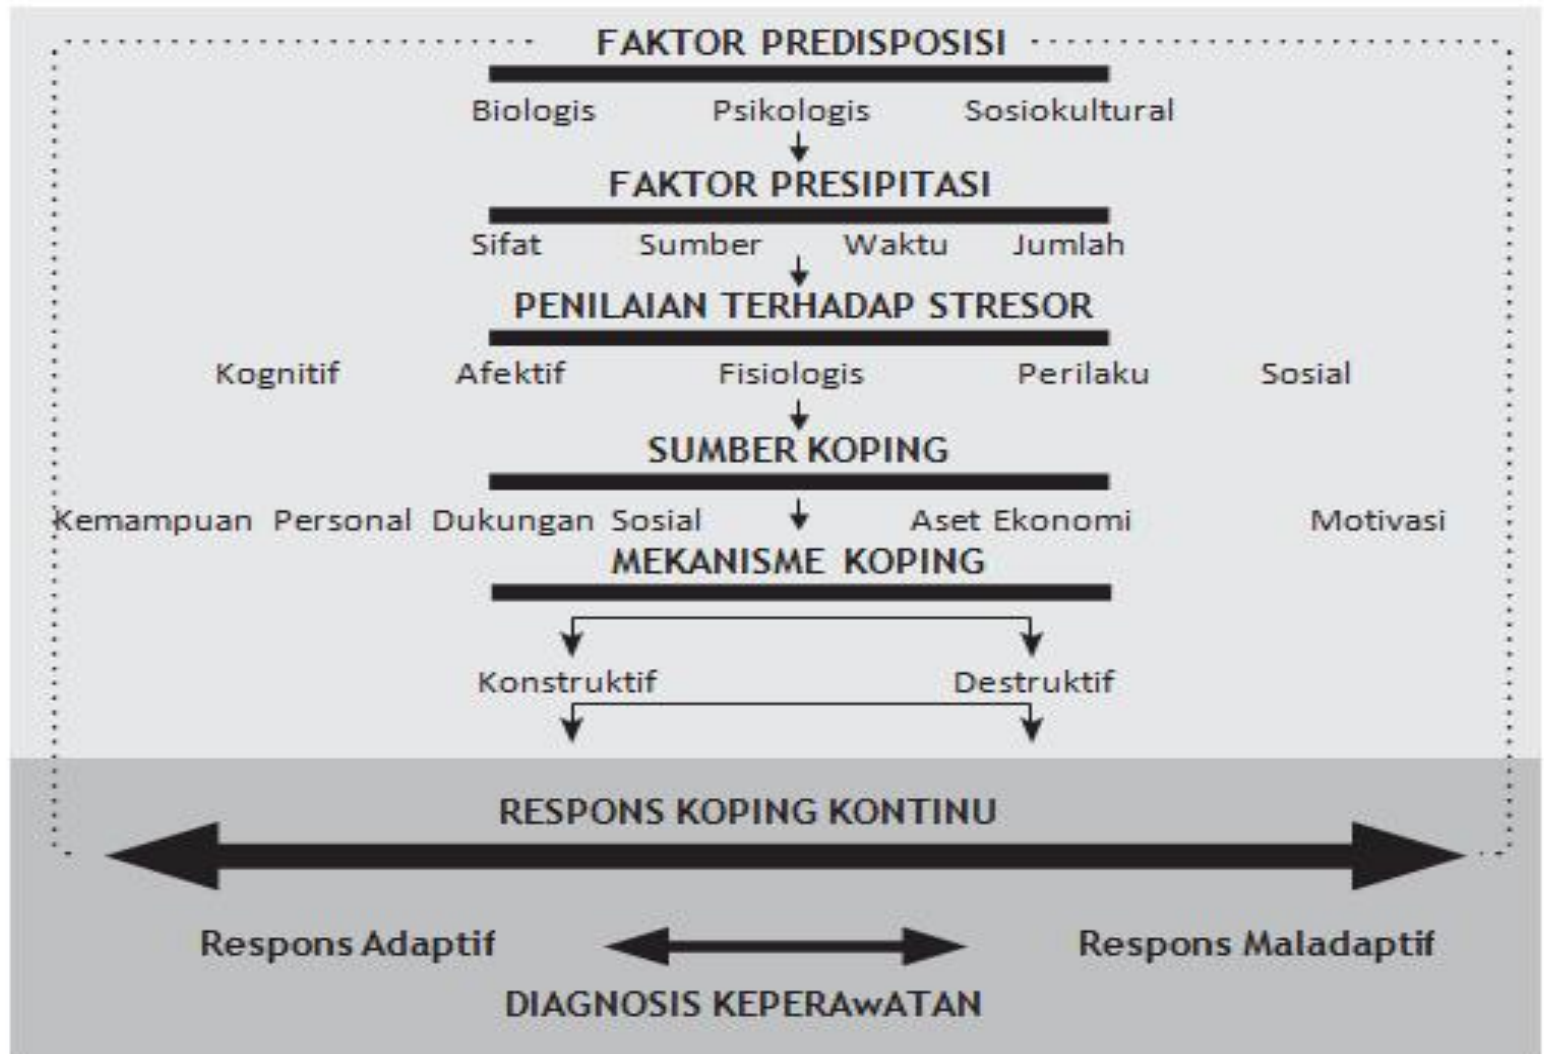 FAKTOR PREDISPOSISI
Biologis Psikologis Sosiokultural
FAKTOR PRESIPITASI
Sifat Sumber Waktu Jumlah
PENILAIAN TERHADAP STRESOR
Kognitif Afektif Fisiologis Perilaku Sosial
SUMBER KOPING
Kemampuan Personal Dukungan Sosial Aset Ekonomi Motivasi
MEKANISME KOPING
Konstruktif Destruktif
RESPONS KOPING KONTINU
Respons Adaptif Respons Maladaptif
DIAGNOSIS KEPERAwATAN